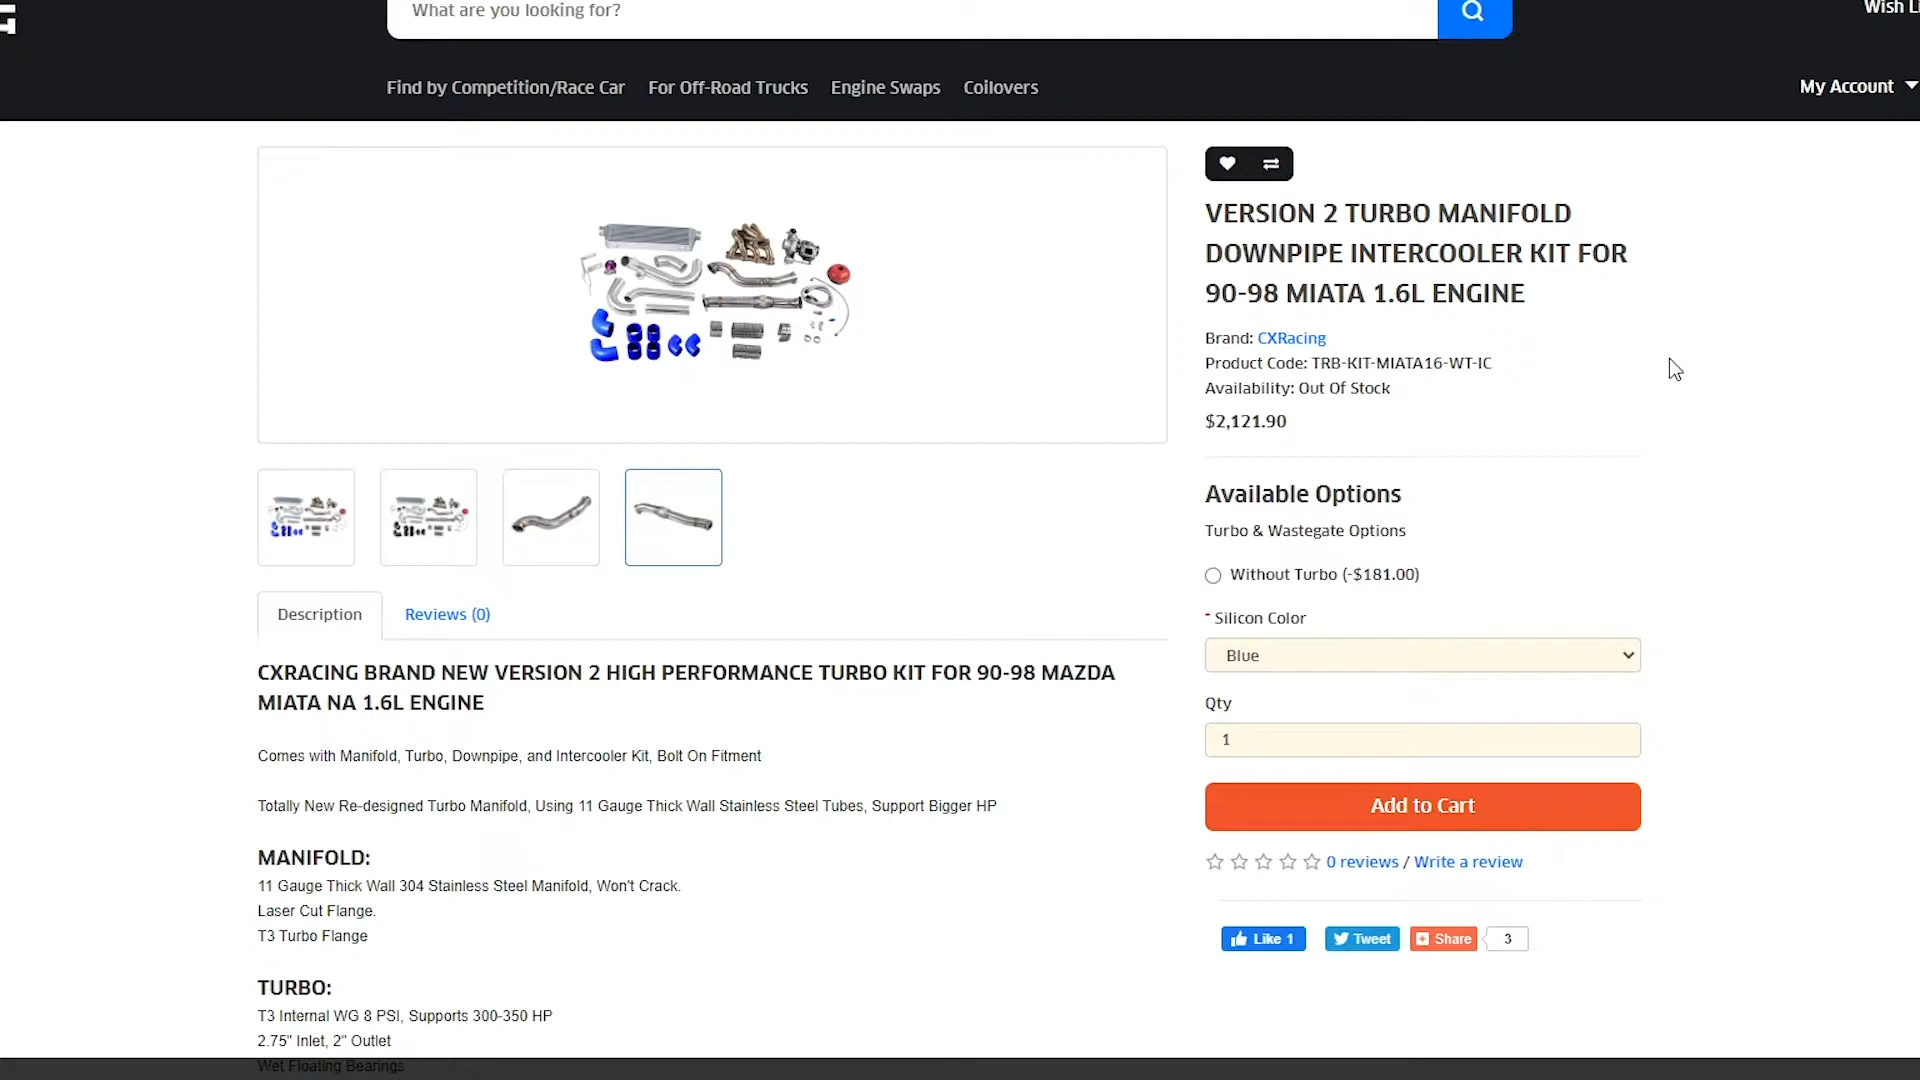 What are you looking for?
Wish Li
Find by Competition/Race Car
For Off-Road Trucks
Engine Swaps
Coilovers
My Account
VERSION 2 TURBO MANIFOLD
DOWNPIPE INTERCOOLER KIT FOR
90-98 MIATA 1.6L ENGINE
Brand: CXRacing
Product Code: TRB-KIT-MIATA16-WT-IC
Availability: Out Of Stock
$2,121.90
Available Options
Turbo & Wastegate Options
Without Turbo (-$181.00)
* Silicon Color
Blue
Qty
1
Add to Cart
0 reviews / Write a review
Like 1
Tweet
Share
3
Description
Reviews (0)
CXRACING BRAND NEW VERSION 2 HIGH PERFORMANCE TURBO KIT FOR 90-98 MAZDA
MIATA NA 1.6L ENGINE
Comes with Manifold, Turbo, Downpipe, and Intercooler Kit, Bolt On Fitment
Totally New Re-designed Turbo Manifold, Using 11 Gauge Thick Wall Stainless Steel Tubes, Support Bigger HP
MANIFOLD:
11 Gauge Thick Wall 304 Stainless Steel Manifold, Won't Crack.
Laser Cut Flange.
T3 Turbo Flange
TURBO:
T3 Internal WG 8 PSI, Supports 300-350 HP
2.75" Inlet, 2" Outlet
Wet Floating Bearings